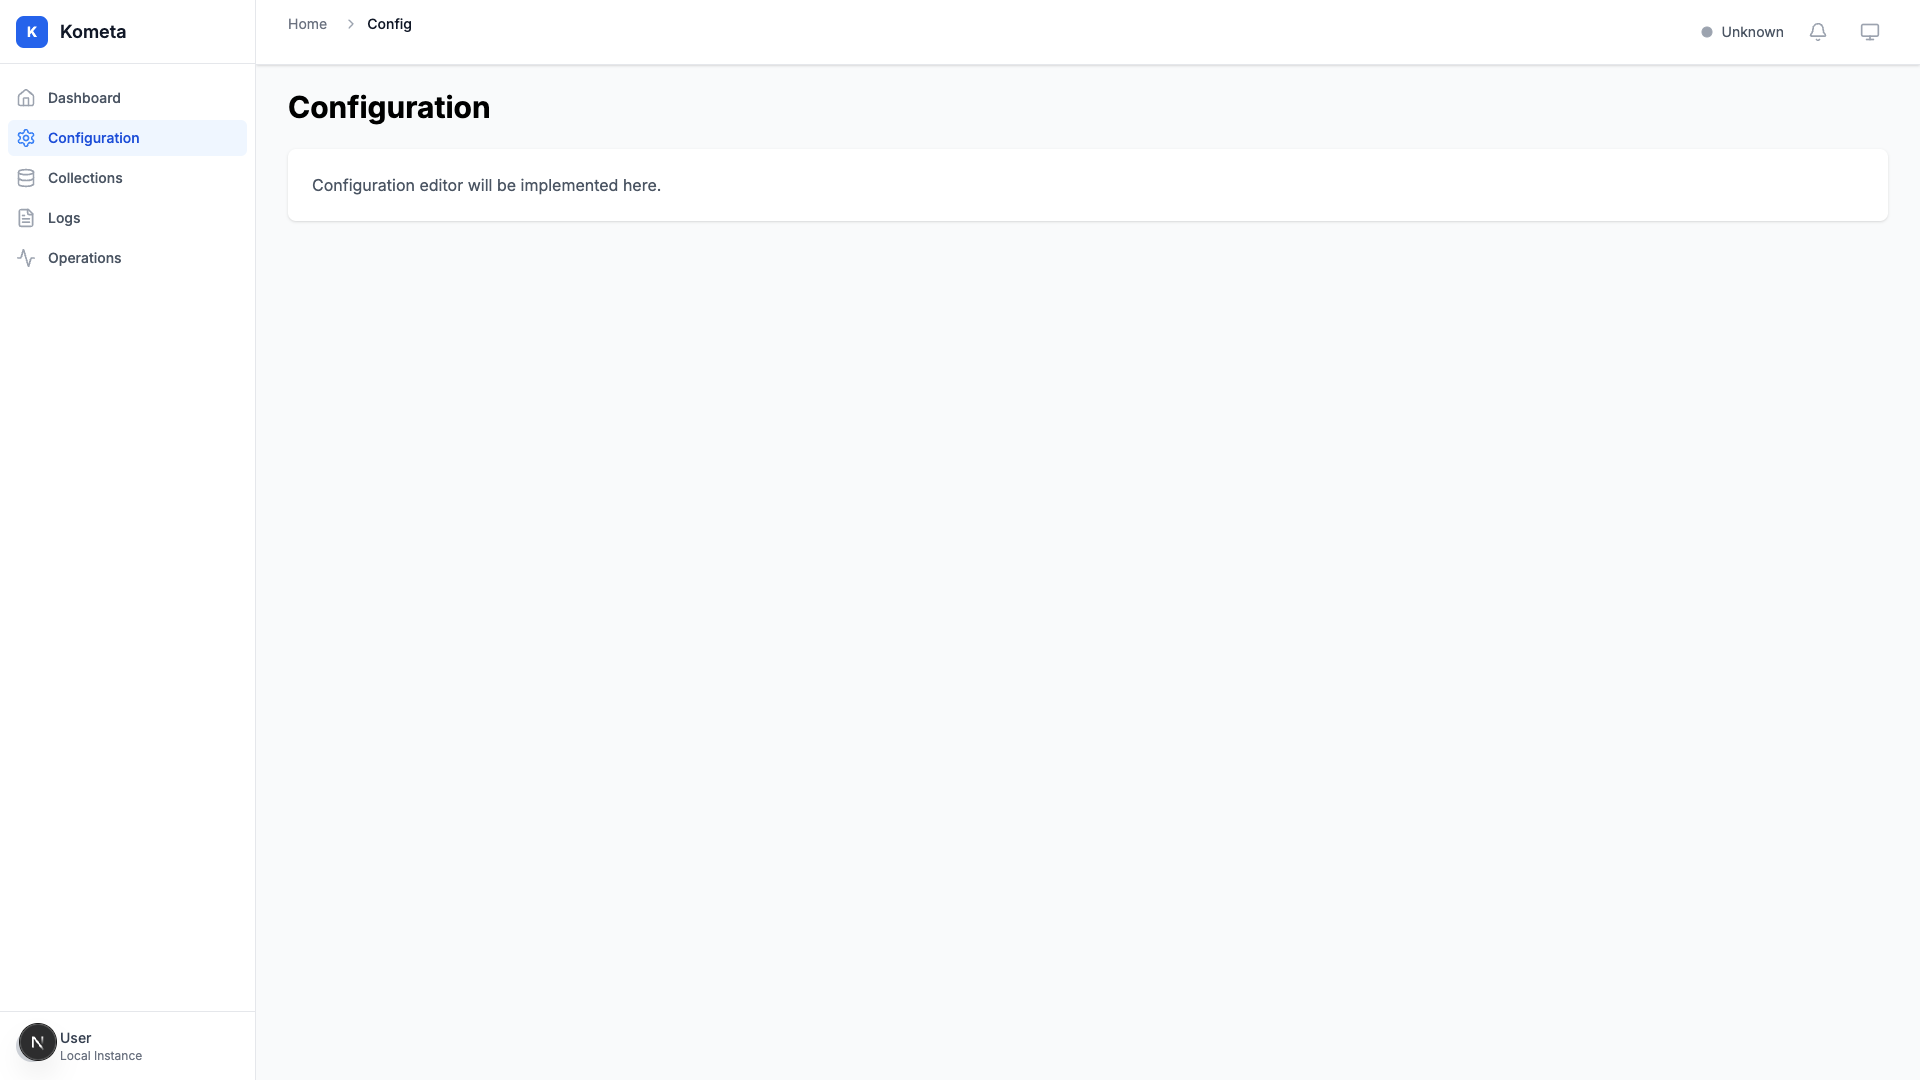 K
Kometa
Dashboard
Configuration
Collections
Logs
Operations
N
User
Local Instance
Home
Config
Unknown
Configuration
Configuration editor will be implemented here.